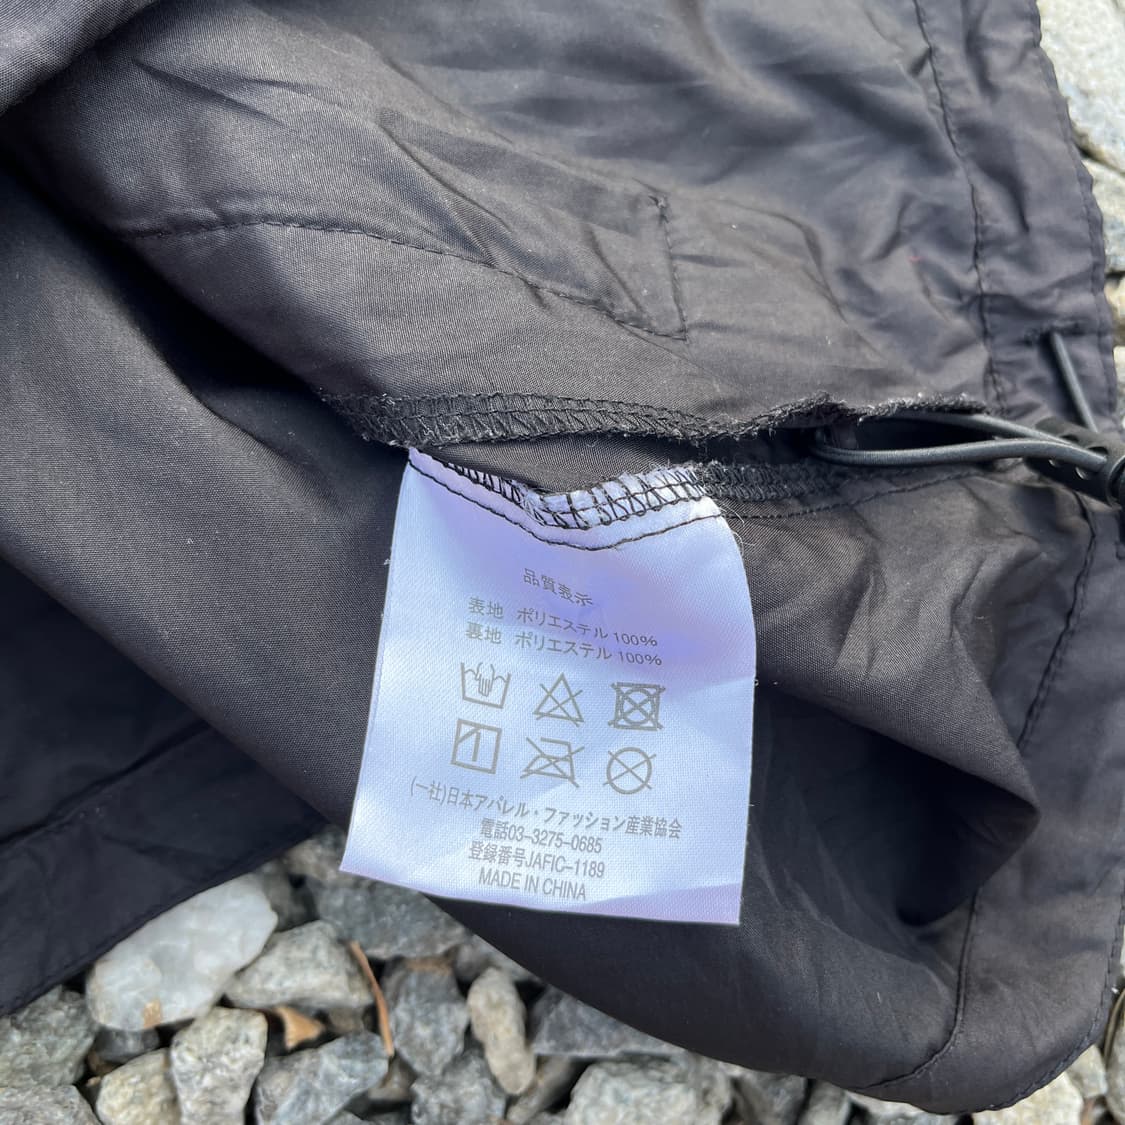 品質表示
表地 ポリエステル 100%
裏地 ポリエステル 100%
(一社)日本アパレル・ファッション産業協会
電話03-3275-0685
登録番号JAFIC-1189
MADE IN CHINA